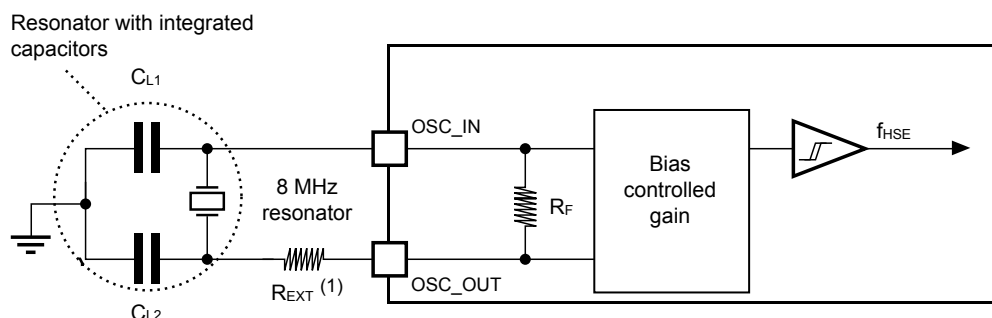 Resonator with integrated
capacitors
CL1
OSC_IN
fHSE
8 MHz
resonator
RF
Bias
controlled
gain
REXT (1)
OSC_OUT
CL2